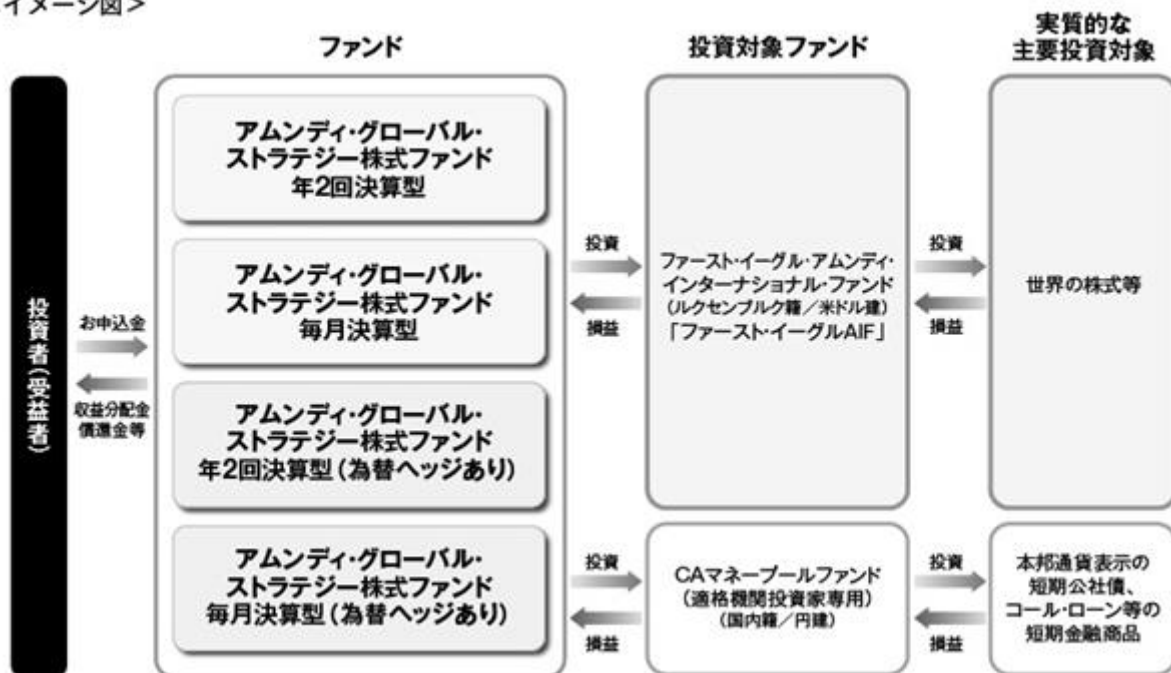 イメージ図＞
ファンド
投資対象ファンド
実質的な
主要投資対象
投資者（受益者）
お申込金
収益分配金
償還金等
アムンディ・グローバル・
ストラテジー株式ファンド
年2回決算型
アムンディ・グローバル・
ストラテジー株式ファンド
毎月決算型
アムンディ・グローバル・
ストラテジー株式ファンド
年2回決算型（為替ヘッジあり）
アムンディ・グローバル・
ストラテジー株式ファンド
毎月決算型（為替ヘッジあり）
投資
損益
ファースト・イーグル・アムンディ・
インターナショナル・ファンド
（ルクセンブルク籍／米ドル建）
「ファースト・イーグルAIF」
投資
損益
世界の株式等
投資
損益
CAマネープールファンド
（適格機関投資家専用）
（国内籍／円建）
投資
損益
本邦通貨表示の
短期公社債、
コール・ローン等の
短期金融商品